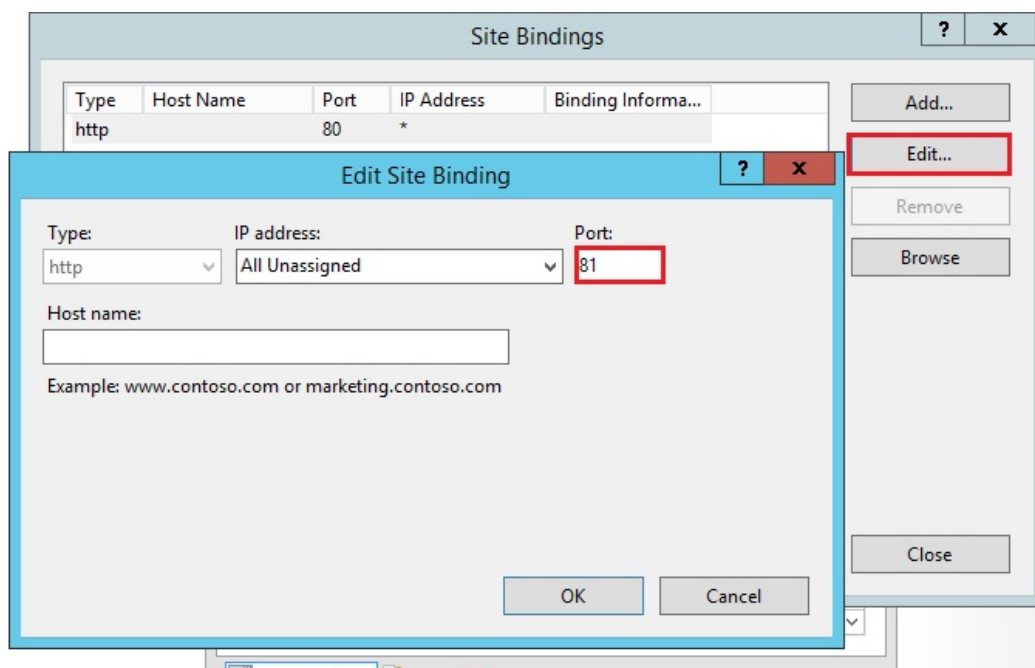 Site Bindings
? x
Type Host Name Port IP Address Binding Informa...
http 80 *
Add...
Edit...
Remove
Browse
Close
Edit Site Binding
? x
Type: IP address: Port:
http All Unassigned 81
Host name:
Example: www.contoso.com or marketing.contoso.com
OK Cancel